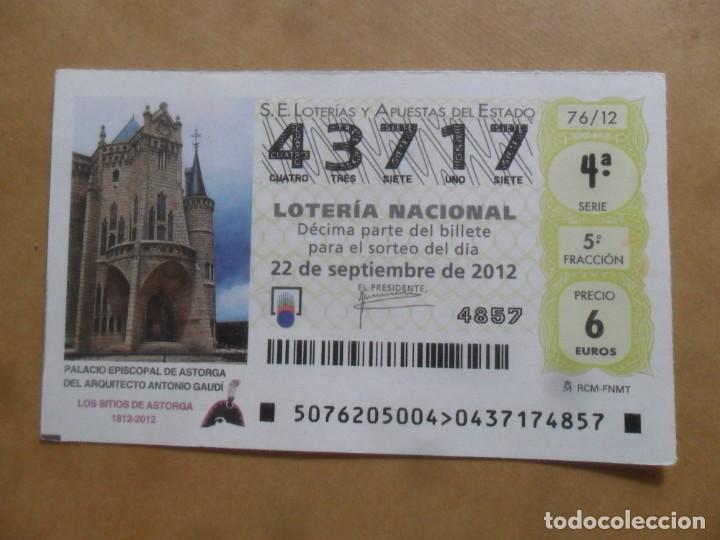 S.E. LOTERÍAS Y APUESTAS DEL ESTADO
43717
CUATRO TRES SIETE UNO SIETE
LOTERÍA NACIONAL
Décima parte del billete
para el sorteo del día
22 de septiembre de 2012
EL PRESIDENTE,
4857
76/12
4ª
SERIE
5ª
FRACCIÓN
PRECIO
6
EUROS
RCM-FNMT
PALACIO EPISCOPAL DE ASTORGA
DEL ARQUITECTO ANTONIO GAUDÍ
LOS SITIOS DE ASTORGA
1812-2012
5076205004>0437174857
todocoleccion
todocoleccion.net